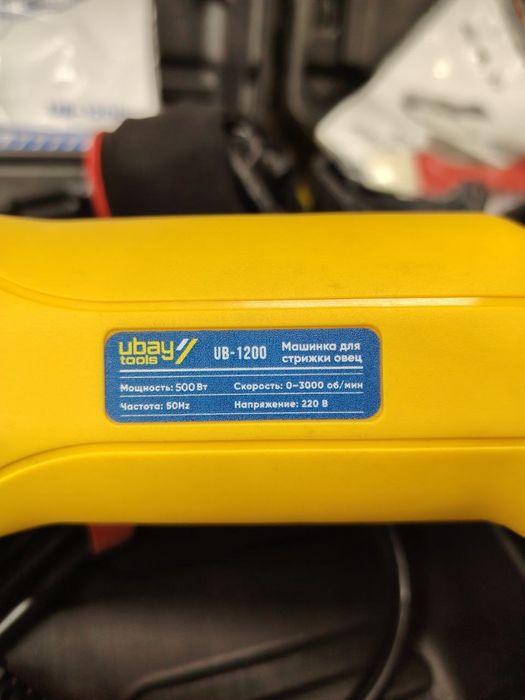 ubay tools
UB-1200
Машинка для
стрижки овец
Мощность: 500 Вт
Скорость: 0-3000 об/мин
Частота: 50Hz
Напряжение: 220 В